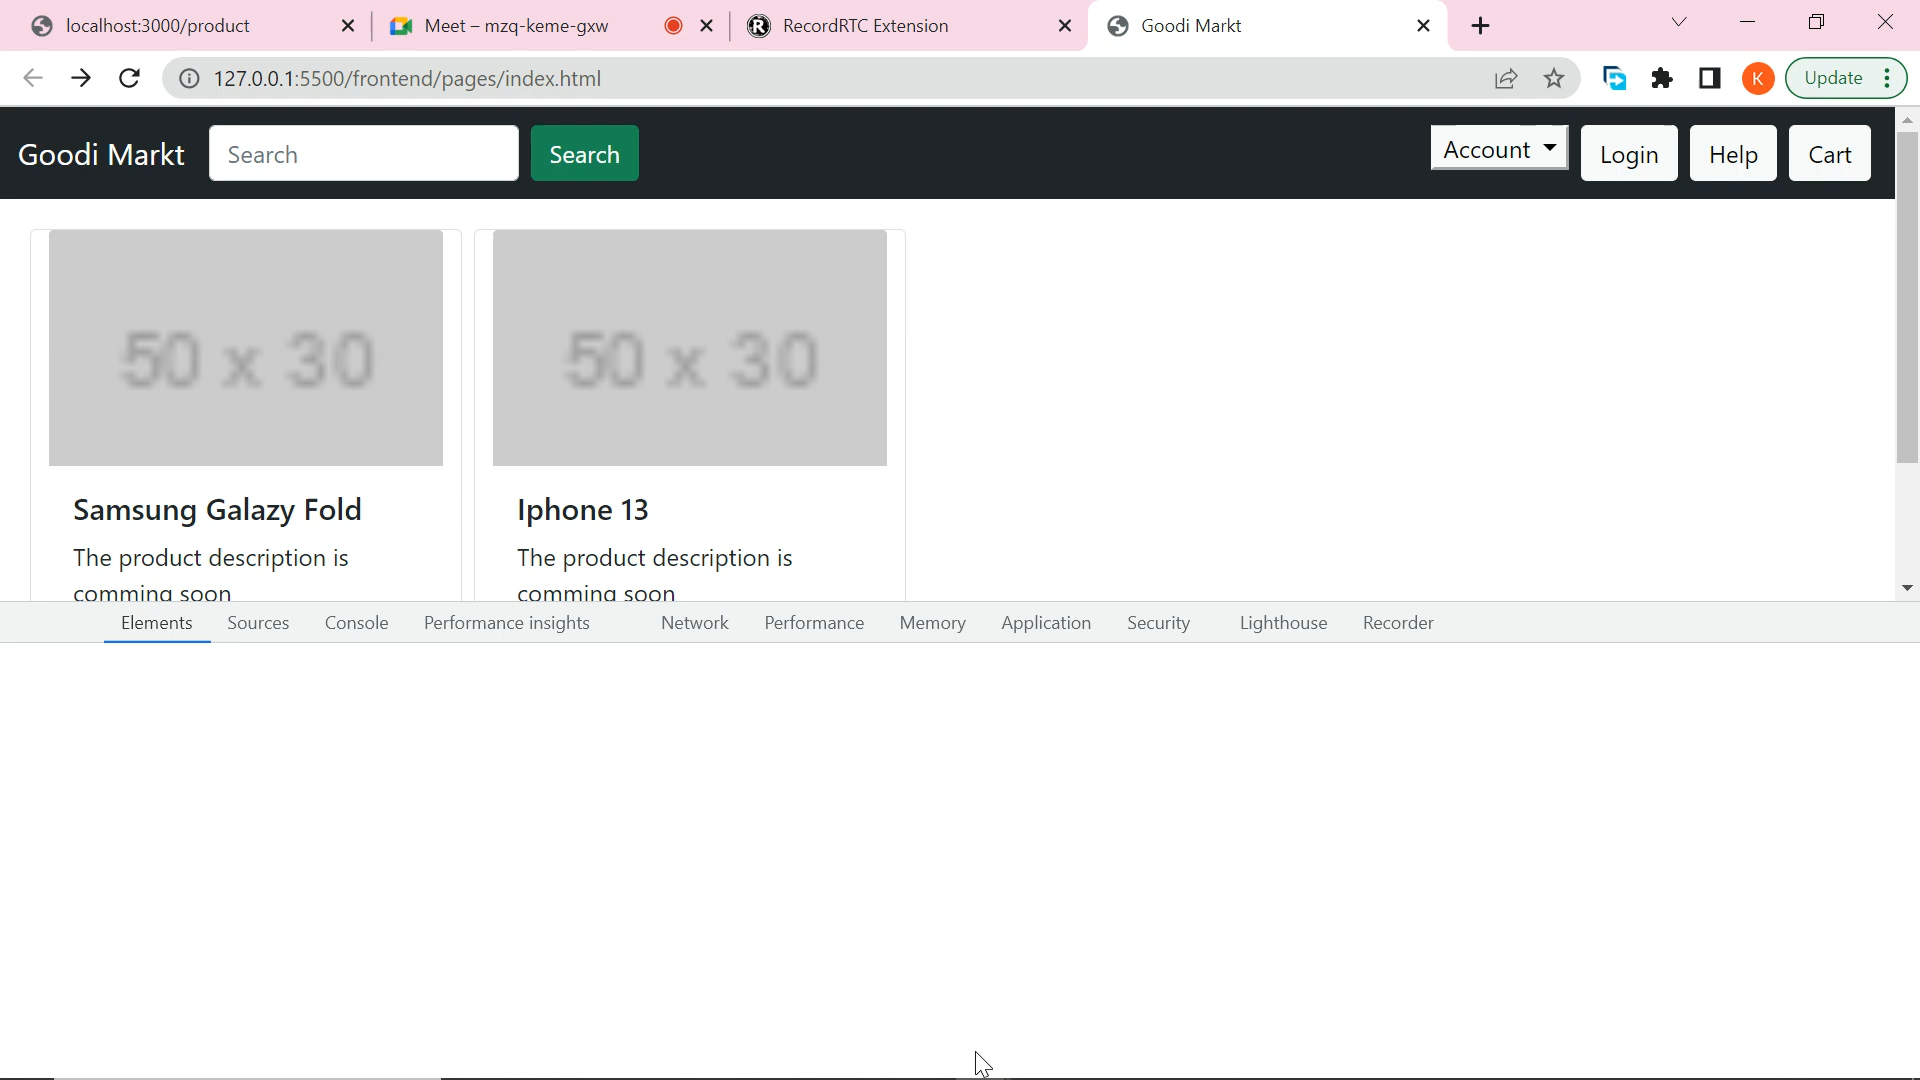 localhost:3000/product
Meet – mzq-keme-gxw
RecordRTC Extension
Goodi Markt
127.0.0.1:5500/frontend/pages/index.html
K
Update
Goodi Markt
Search
Search
Account
Login
Help
Cart
50 x 30
50 x 30
Samsung Galazy Fold
Iphone 13
The product description is
comming soon
The product description is
comming soon
Elements
Sources
Console
Performance insights
Network
Performance
Memory
Application
Security
Lighthouse
Recorder